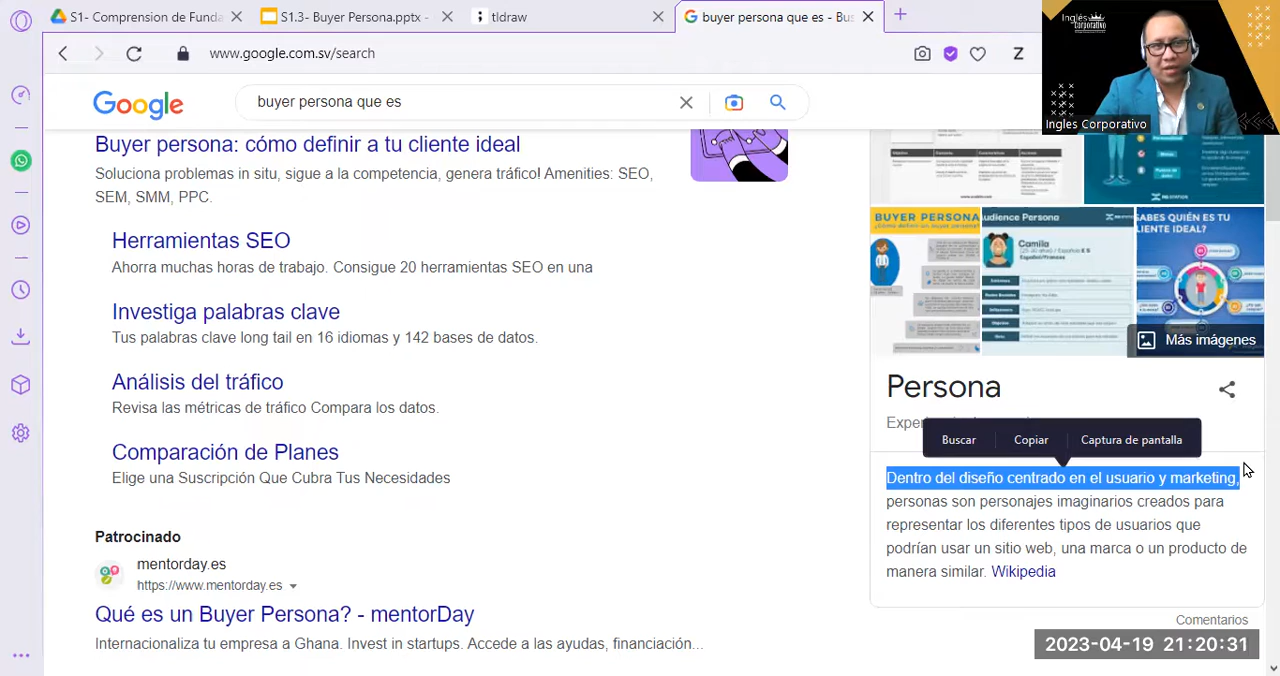 S1- Comprension de Funda
S1.3- Buyer Persona.pptx -
tldraw
buyer persona que es - Bus
www.google.com.sv/search
Z
Inglés
Corporativo
Ingles Corporativo
Google
buyer persona que es
Buyer persona: cómo definir a tu cliente ideal
Soluciona problemas in situ, sigue a la competencia, genera tráfico! Amenities: SEO,
SEM, SMM, PPC.
Herramientas SEO
Ahorra muchas horas de trabajo. Consigue 20 herramientas SEO en una
Investiga palabras clave
Tus palabras clave long tail en 16 idiomas y 142 bases de datos.
Análisis del tráfico
Revisa las métricas de tráfico Compara los datos.
Comparación de Planes
Elige una Suscripción Que Cubra Tus Necesidades
Patrocinado
mentorday.es
https://www.mentorday.es
Qué es un Buyer Persona? - mentorDay
Internacionaliza tu empresa a Ghana. Invest in startups. Accede a las ayudas, financiación...
BUYER PERSONA
Audience Persona
Camila
SABES QUIÉN ES TU
CLIENTE IDEAL?
Más imágenes
Persona
Buscar
Copiar
Captura de pantalla
Dentro del diseño centrado en el usuario y marketing,
personas son personajes imaginarios creados para
representar los diferentes tipos de usuarios que
podrían usar un sitio web, una marca o un producto de
manera similar. Wikipedia
Comentarios
2023-04-19 21:20:31